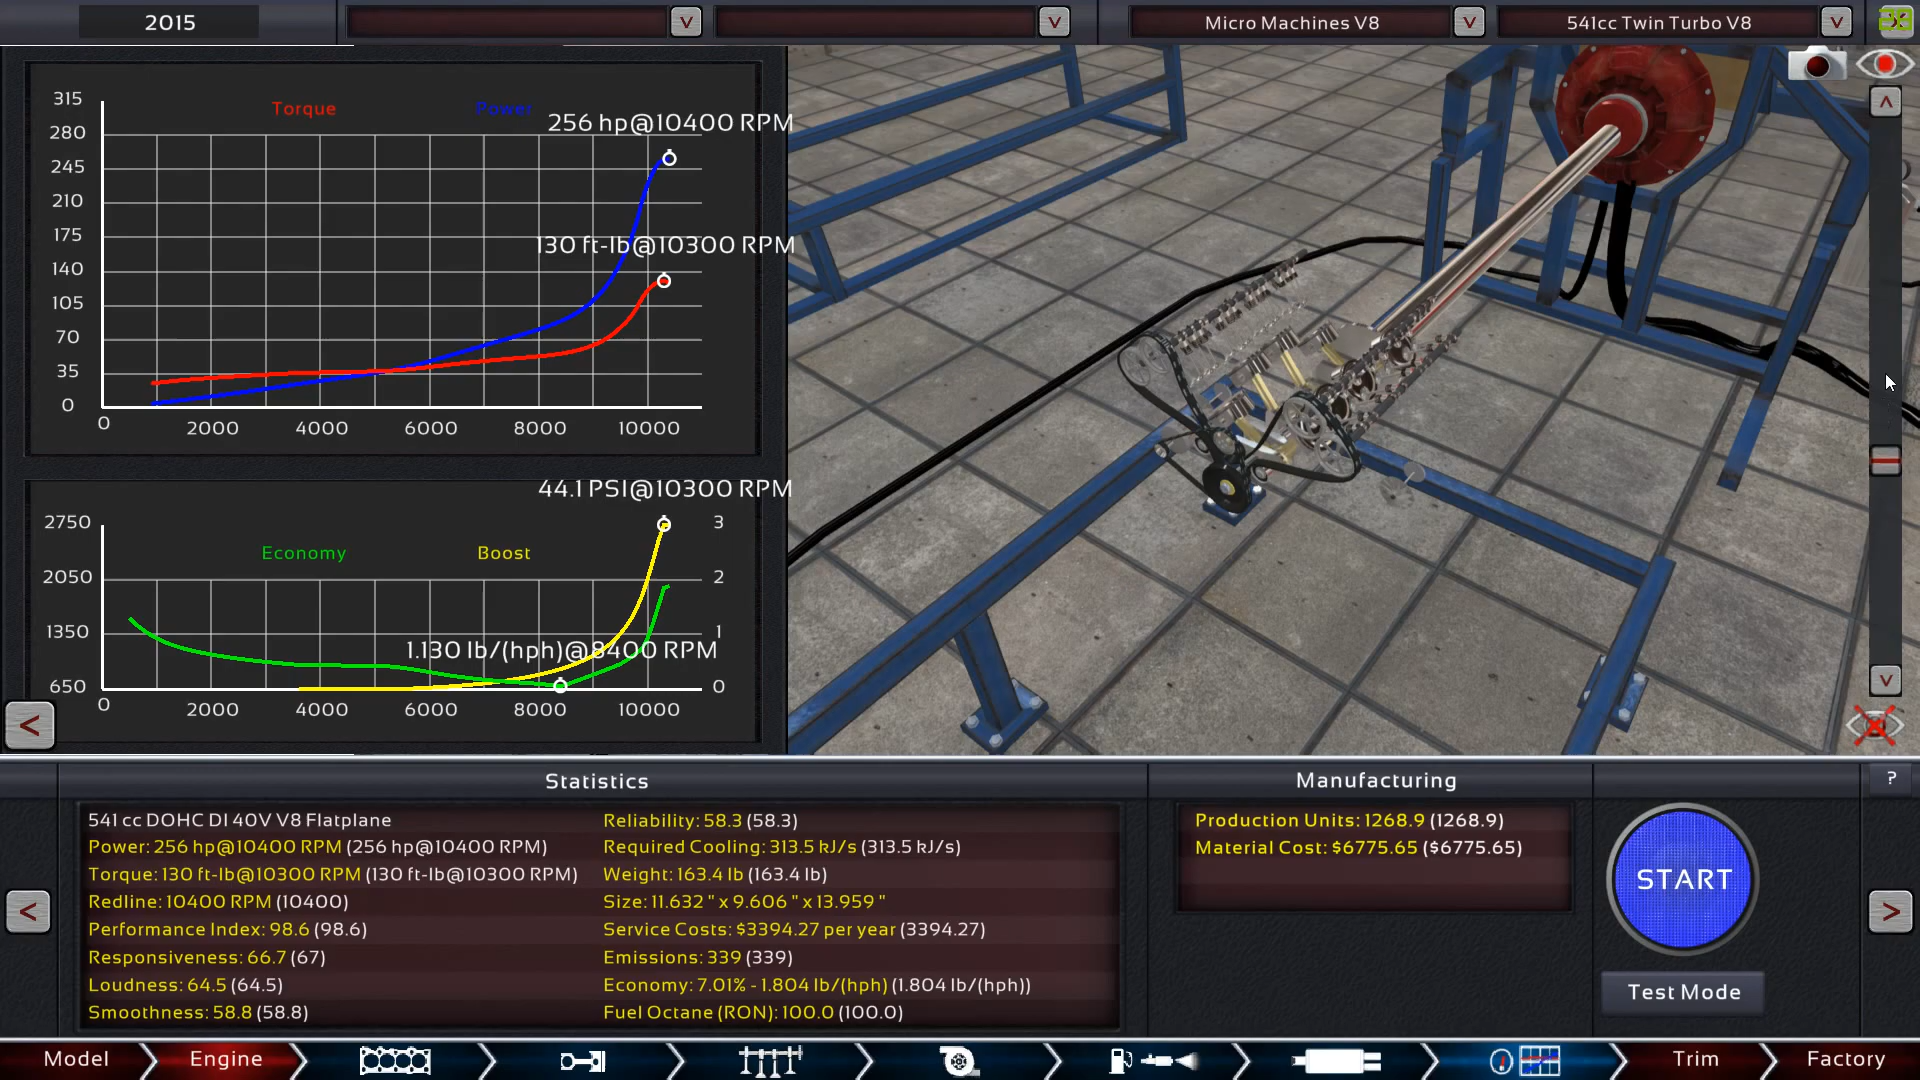 2015
Micro Machines V8
541cc Twin Turbo V8
Torque
Power
256 hp@10400 RPM
130 ft-lb@10300 RPM
315
280
245
210
175
140
105
70
35
0
0 2000 4000 6000 8000 10000
44.1 PSI@10300 RPM
Economy
Boost
1.130 lb/(hph)@8400 RPM
2750
2050
1350
650
3
2
1
0
0 2000 4000 6000 8000 10000
Statistics
541 cc DOHC DI 40V V8 Flatplane
Power: 256 hp@10400 RPM (256 hp@10400 RPM)
Torque: 130 ft-lb@10300 RPM (130 ft-lb@10300 RPM)
Redline: 10400 RPM (10400)
Performance Index: 98.6 (98.6)
Responsiveness: 66.7 (67)
Loudness: 64.5 (64.5)
Smoothness: 58.8 (58.8)
Reliability: 58.3 (58.3)
Required Cooling: 313.5 kJ/s (313.5 kJ/s)
Weight: 163.4 lb (163.4 lb)
Size: 11.632 " x 9.606 " x 13.959 "
Service Costs: $3394.27 per year (3394.27)
Emissions: 339 (339)
Economy: 7.01% - 1.804 lb/(hph) (1.804 lb/(hph))
Fuel Octane (RON): 100.0 (100.0)
Manufacturing
Production Units: 1268.9 (1268.9)
Material Cost: $6775.65 ($6775.65)
?
START
Test Mode
Model
Engine
Trim
Factory